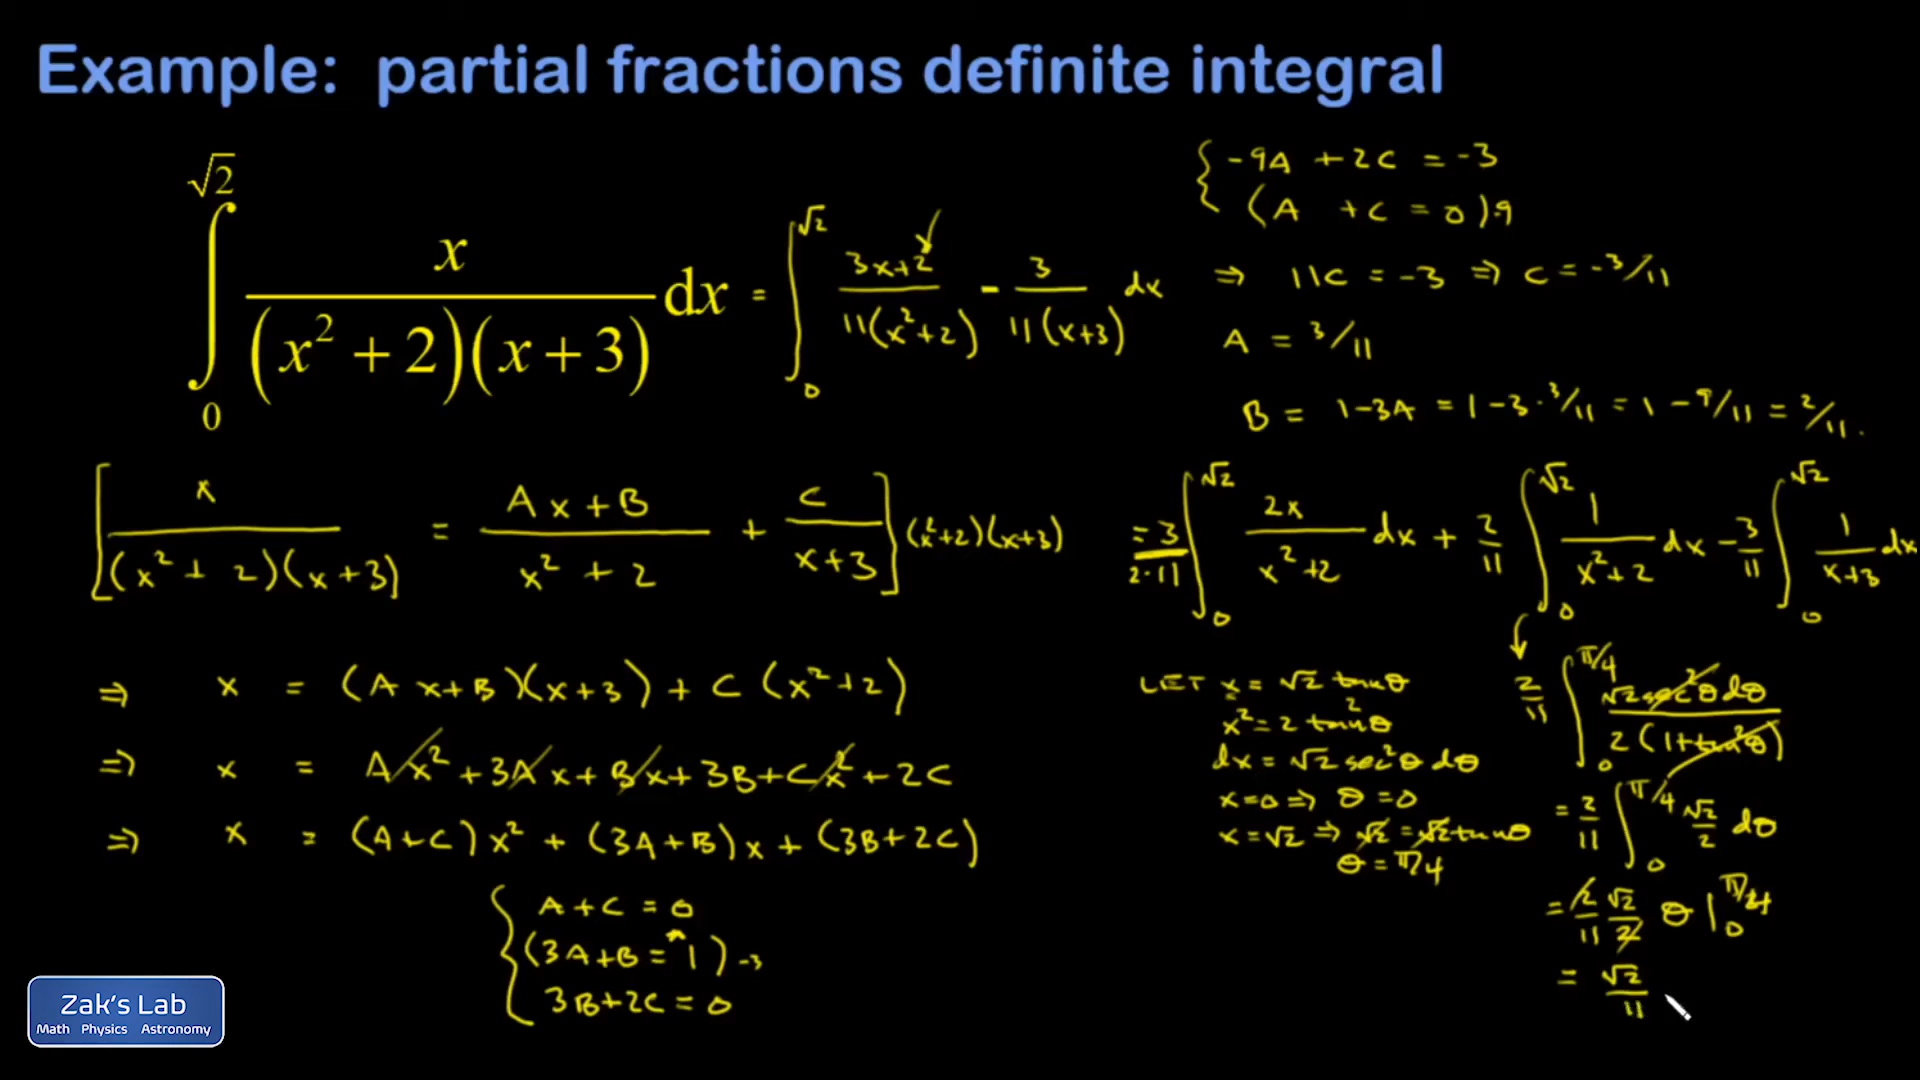 Example: partial fractions definite integral
∫₀^√2 x / ((x² + 2)(x + 3)) dx = ∫₀^√2 (3x+2) / (11(x²+2)) - 3 / (11(x+3)) dx
{ -9A + 2C = -3
(A + C = 0).9
⇒ 11C = -3 ⇒ C = -3/11
A = 3/11
B = 1-3A = 1-3·3/11 = 1 - 9/11 = 2/11.
[ x / ((x² + 2)(x + 3)) = (Ax + B) / (x² + 2) + C / (x+3) ] (x²+2)(x+3)
⇒ x = (Ax+B)(x+3) + C(x²+2)
⇒ x = Ax² + 3Ax + Bx + 3B + Cx² + 2C
⇒ x = (A+C)x² + (3A+B)x + (3B+2C)
{ A+C = 0
(3A+B = 1) -3
3B+2C = 0
= 3/(2·11) ∫₀^√2 2x / (x²+2) dx + 2/11 ∫₀^√2 1 / (x²+2) dx - 3/11 ∫₀^√2 1 / (x+3) dx
LET x = √2 tanθ
x² = 2 tan²θ
dx = √2 sec²θ dθ
x=0 ⇒ θ = 0
x=√2 ⇒ √2 = √2 tanθ
θ = π/4
2/11 ∫₀^π/4 √2 sec²θ dθ / (2(1+tan²θ))
= 2/11 ∫₀^π/4 √2/2 dθ
= 2/11 √2/2 θ |₀^π/4
= √2/11
Zak's Lab
Math Physics Astronomy